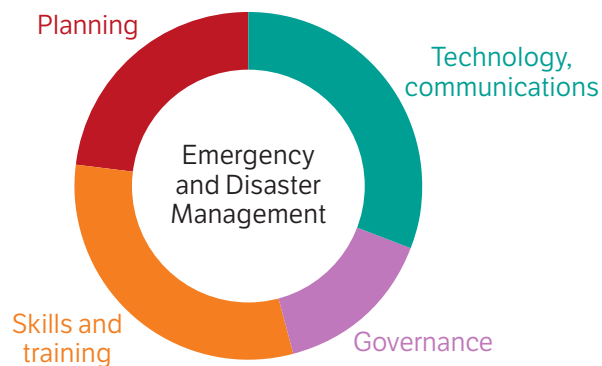 Planning
Technology,
communications
Emergency
and Disaster
Management
Skills and
training
Governance